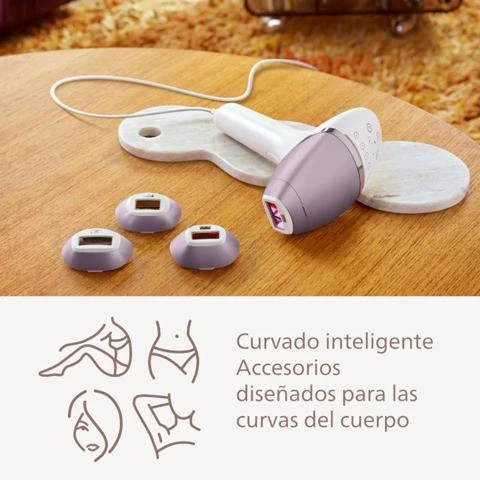 Curvado inteligente
Accesorios
diseñados para las
curvas del cuerpo